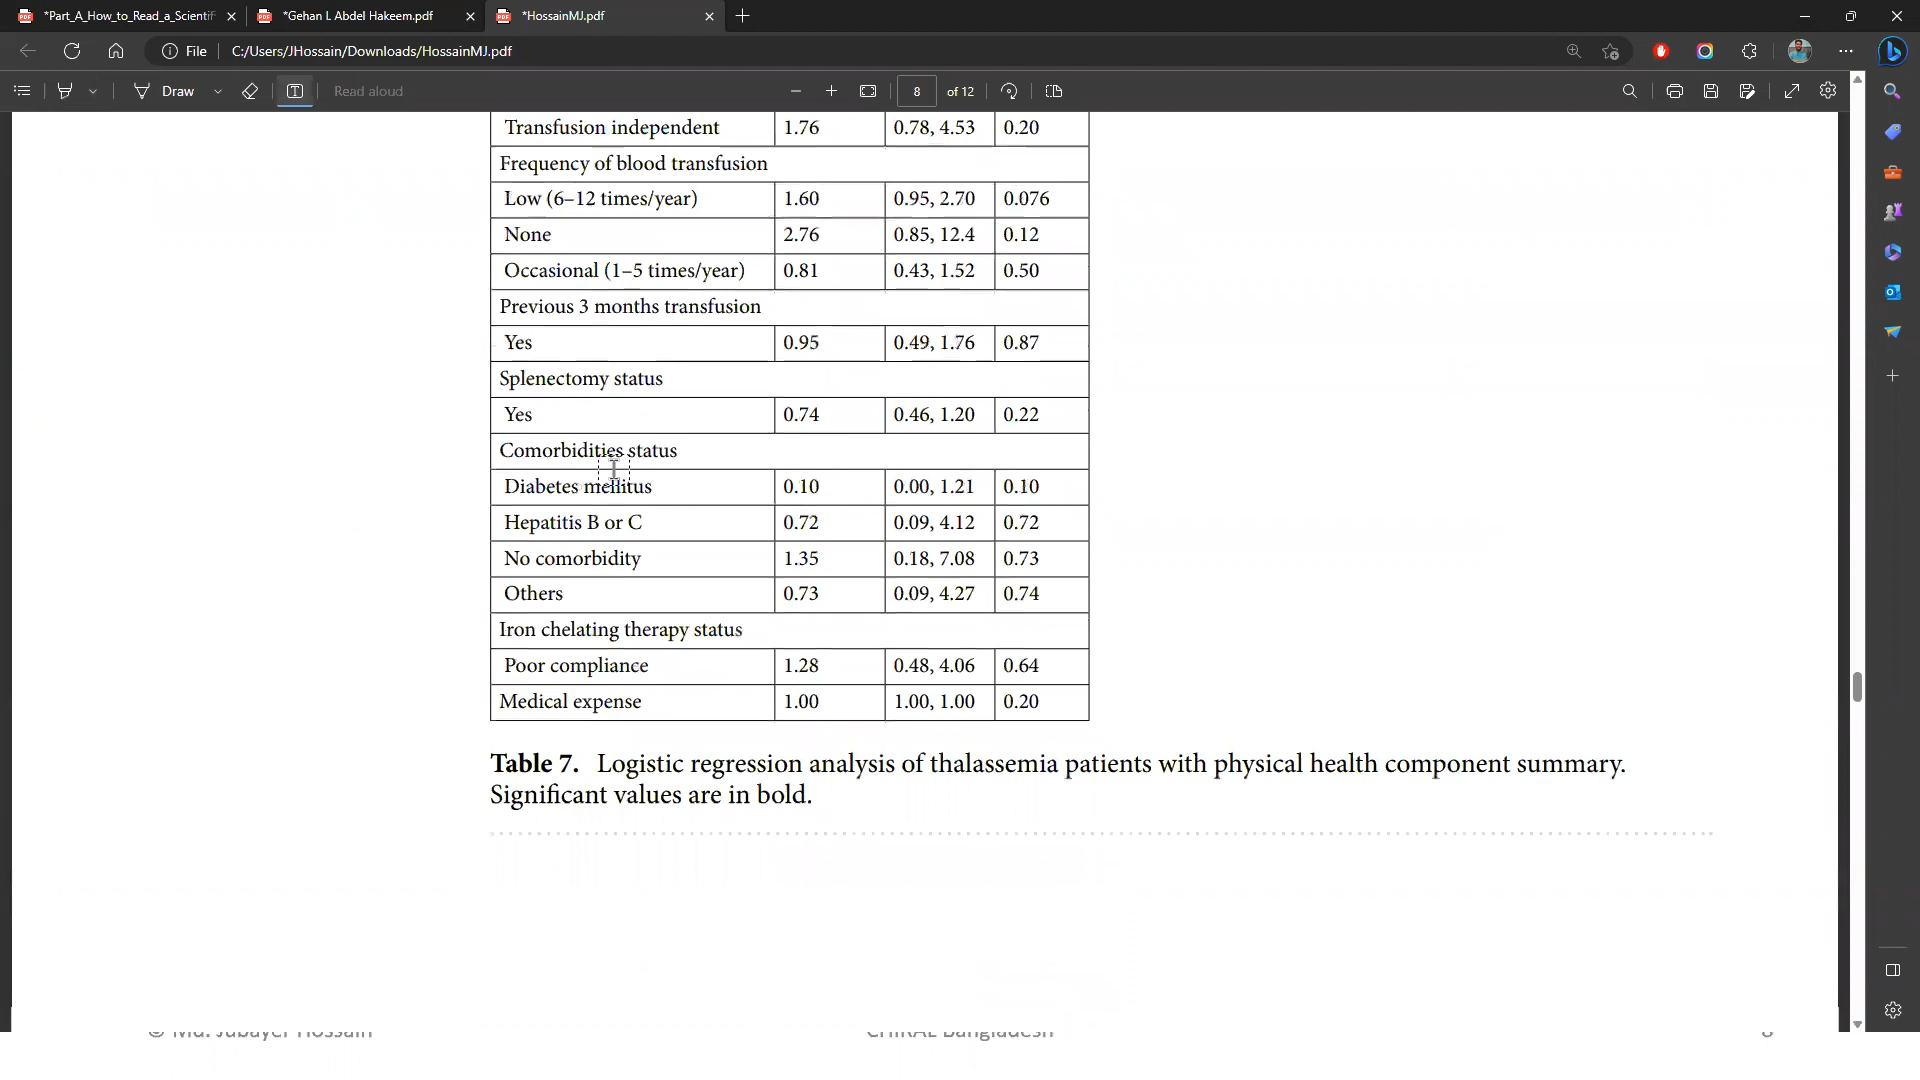 *Part_A_How_to_Read_a_Scientif
*Gehan L Abdel Hakeem.pdf
*HossainMJ.pdf
File
C:/Users/JHossain/Downloads/HossainMJ.pdf
Draw
Read aloud
8 of 12
Transfusion independent 1.76 0.78, 4.53 0.20
Frequency of blood transfusion
Low (6–12 times/year) 1.60 0.95, 2.70 0.076
None 2.76 0.85, 12.4 0.12
Occasional (1–5 times/year) 0.81 0.43, 1.52 0.50
Previous 3 months transfusion
Yes 0.95 0.49, 1.76 0.87
Splenectomy status
Yes 0.74 0.46, 1.20 0.22
Comorbidities status
Diabetes mellitus 0.10 0.00, 1.21 0.10
Hepatitis B or C 0.72 0.09, 4.12 0.72
No comorbidity 1.35 0.18, 7.08 0.73
Others 0.73 0.09, 4.27 0.74
Iron chelating therapy status
Poor compliance 1.28 0.48, 4.06 0.64
Medical expense 1.00 1.00, 1.00 0.20
Table 7. Logistic regression analysis of thalassemia patients with physical health component summary.
Significant values are in bold.
© Md. Jubayer Hossain CHIRAL Bangladesh 8